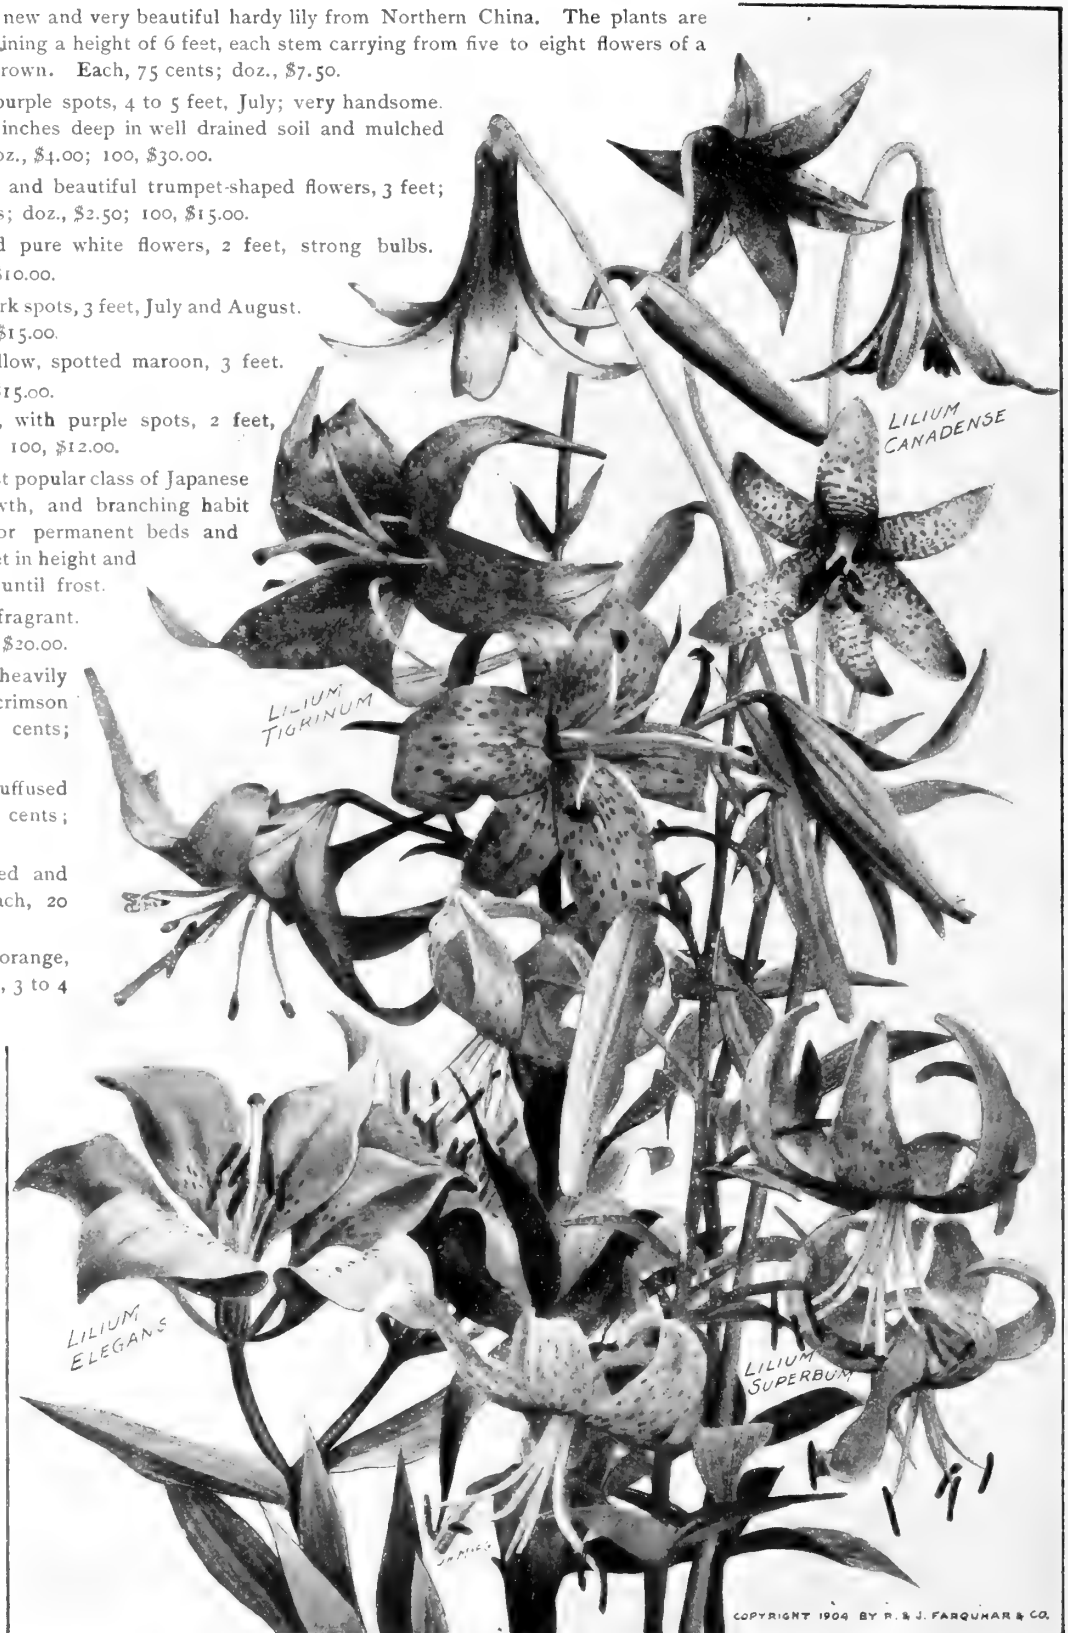 new and very beautiful hardy lily from Northern China. The plants are
ining a height of 6 feet, each stem carrying from five to eight flowers of a
rown. Each, 75 cents; doz., $7.50.
purple spots, 4 to 5 feet, July; very handsome.
inches deep in well drained soil and mulched
oz., $4.00; 100, $30.00.
and beautiful trumpet-shaped flowers, 3 feet;
s; doz., $2.50; 100, $15.00.
d pure white flowers, 2 feet, strong bulbs.
$10.00.
rk spots, 3 feet, July and August.
$15.00.
llow, spotted maroon, 3 feet.
$15.00.
, with purple spots, 2 feet,
100, $12.00.
t popular class of Japanese
wth, and branching habit
or permanent beds and
et in height and
until frost.
fragrant.
$20.00.
heavily
crimson
cents;
uffused
cents;
ed and
ach, 20
orange,
, 3 to 4
LILIUM
CANADENSE
LILIUM
TIGRINUM
LILIUM
ELEGANS
LILIUM
SUPERBUM
COPYRIGHT 1904 BY R. & J. FARQUHAR & CO.